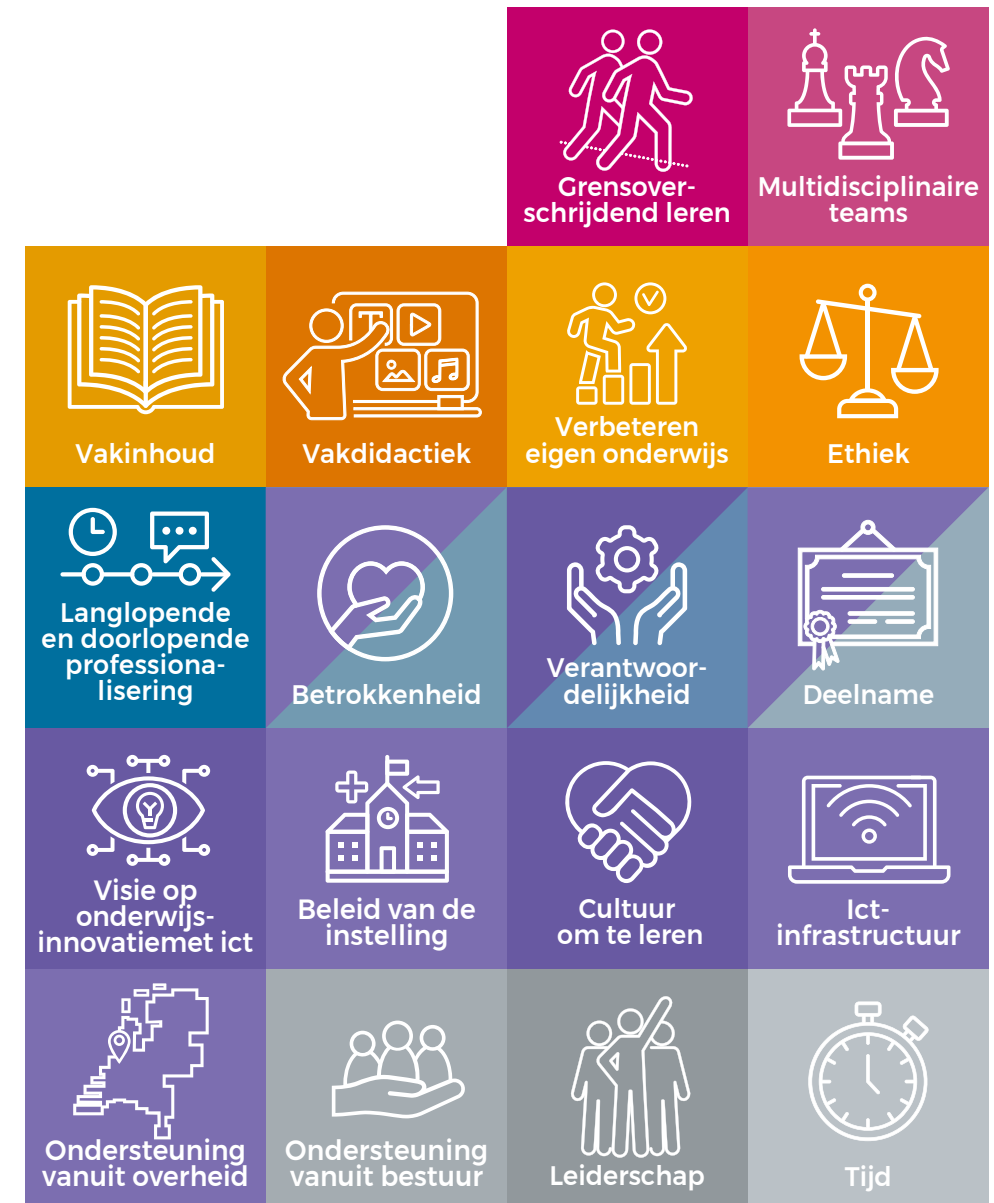 Grensover-
schrijdend leren
Multidisciplinaire
teams
Vakinhoud
T
Vakdidactiek
Verbeteren
eigen onderwijs
Ethiek
Langlopende
en doorlopende
professiona-
lisering
Betrokkenheid
Verantwoor-
delijkheid
Deelname
Visie op
onderwijs-
innovatiemet ict
Beleid van de
instelling
Cultuur
om te leren
Ict-
infrastructuur
Ondersteuning
vanuit overheid
Ondersteuning
vanuit bestuur
Leiderschap
Tijd